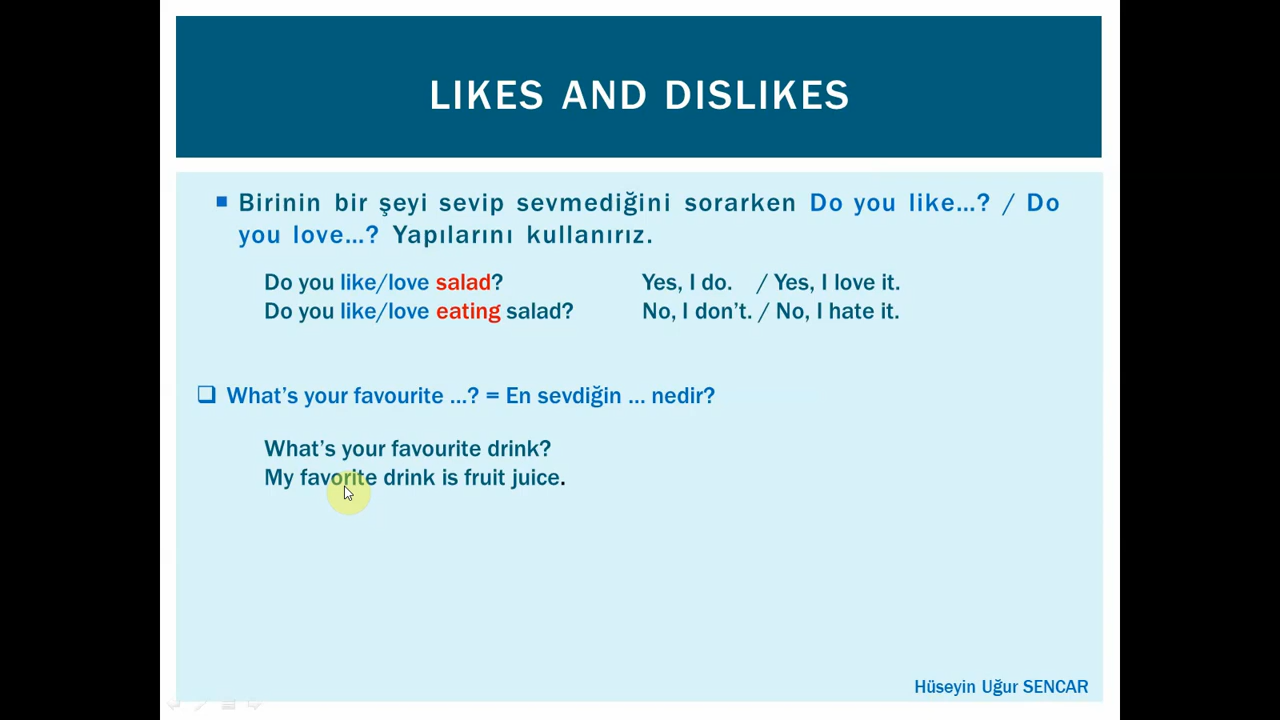 LIKES AND DISLIKES
Birinin bir şeyi sevip sevmediğini sorarken Do you like...? / Do
you love...? Yapılarını kullanırız.
Do you like/love salad? Yes, I do. / Yes, I love it.
Do you like/love eating salad? No, I don't. / No, I hate it.
What's your favourite ...? = En sevdiğin ... nedir?
What's your favourite drink?
My favorite drink is fruit juice.
Hüseyin Uğur SENCAR